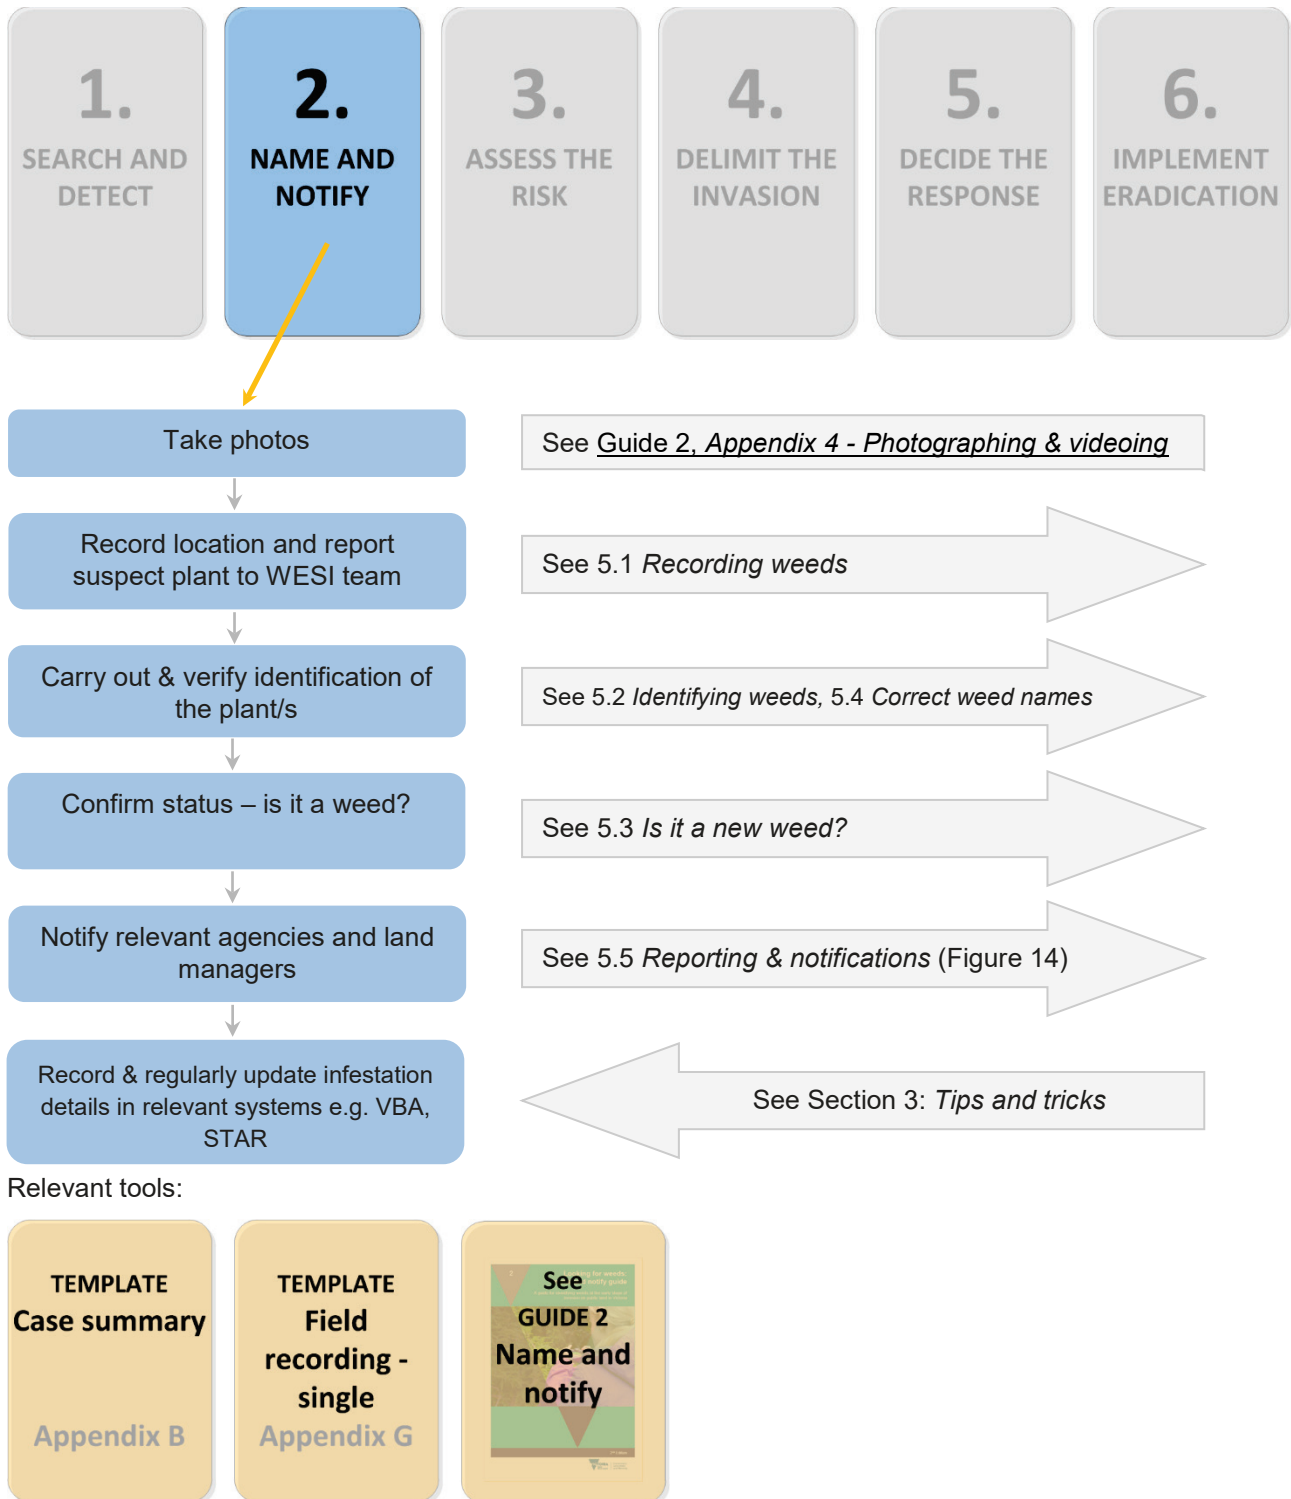 1.
SEARCH AND
DETECT
2.
NAME AND
NOTIFY
3.
ASSESS THE
RISK
4.
DELIMIT THE
INVASION
5.
DECIDE THE
RESPONSE
6.
IMPLEMENT
ERADICATION
Take photos
See Guide 2, Appendix 4 - Photographing & videoing
Record location and report
suspect plant to WESI team
See 5.1 Recording weeds
Carry out & verify identification of
the plant/s
See 5.2 Identifying weeds, 5.4 Correct weed names
Confirm status – is it a weed?
See 5.3 Is it a new weed?
Notify relevant agencies and land
managers
See 5.5 Reporting & notifications (Figure 14)
Record & regularly update infestation
details in relevant systems e.g. VBA,
STAR
See Section 3: Tips and tricks
Relevant tools:
TEMPLATE
Case summary
Appendix B
TEMPLATE
Field
recording -
single
Appendix G
See
GUIDE 2
Name and
notify